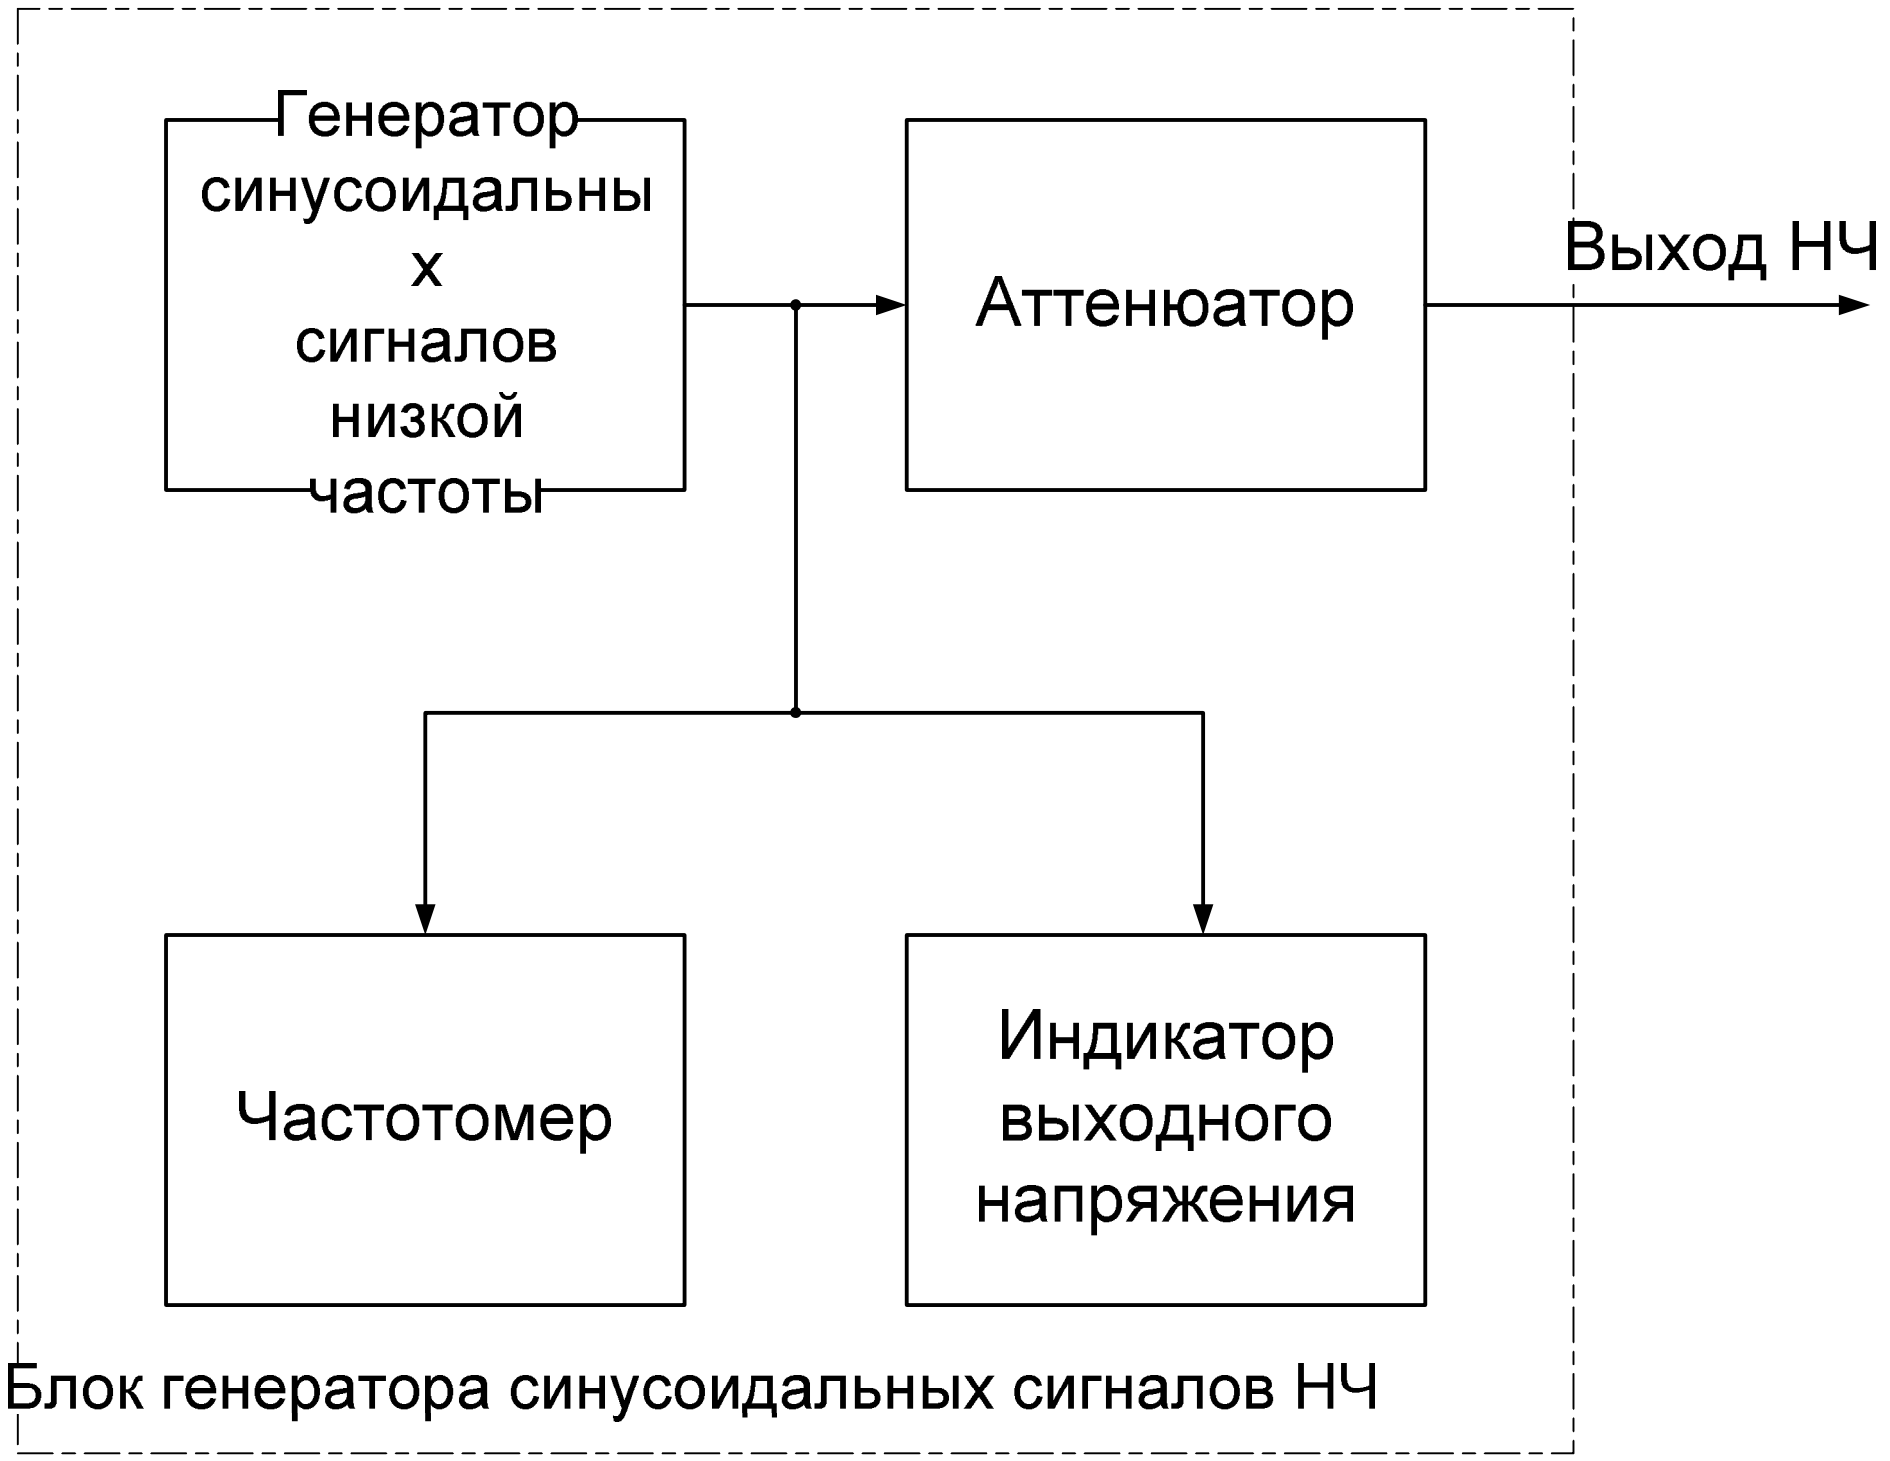 Генератор
синусоидальны
х
сигналов
низкой
частоты
Аттенюатор
Выход НЧ
Частотомер
Индикатор
выходного
напряжения
Блок генератора синусоидальных сигналов НЧ